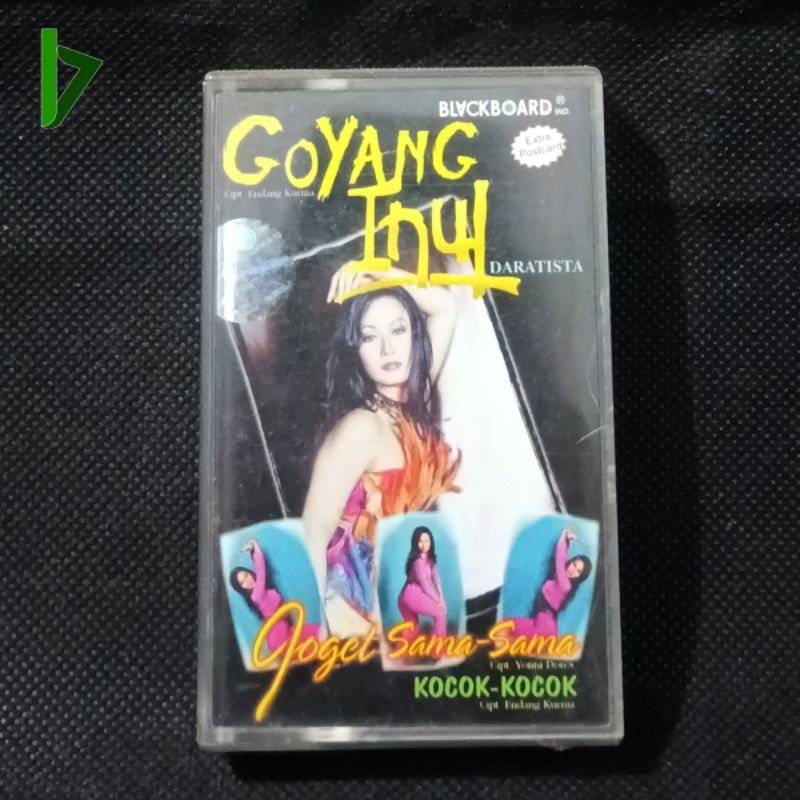 BLACKBOARD ® IND.
GOYANG
Cipt Endang Kurnia
Extra
Postcard
Inul
DARATISTA
Joget Sama-Sama
Cipt Yonni Dores
KOCOK-KOCOK
Cipt Endang Kurnia